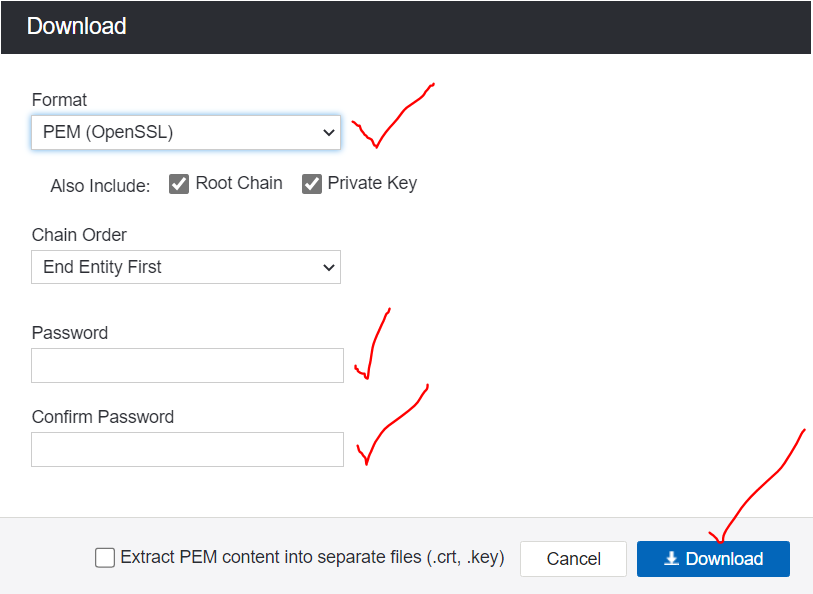 Download
Format
PEM (OpenSSL)
Also Include: Root Chain Private Key
Chain Order
End Entity First
Password
Confirm Password
Extract PEM content into separate files (.crt, .key) Cancel Download